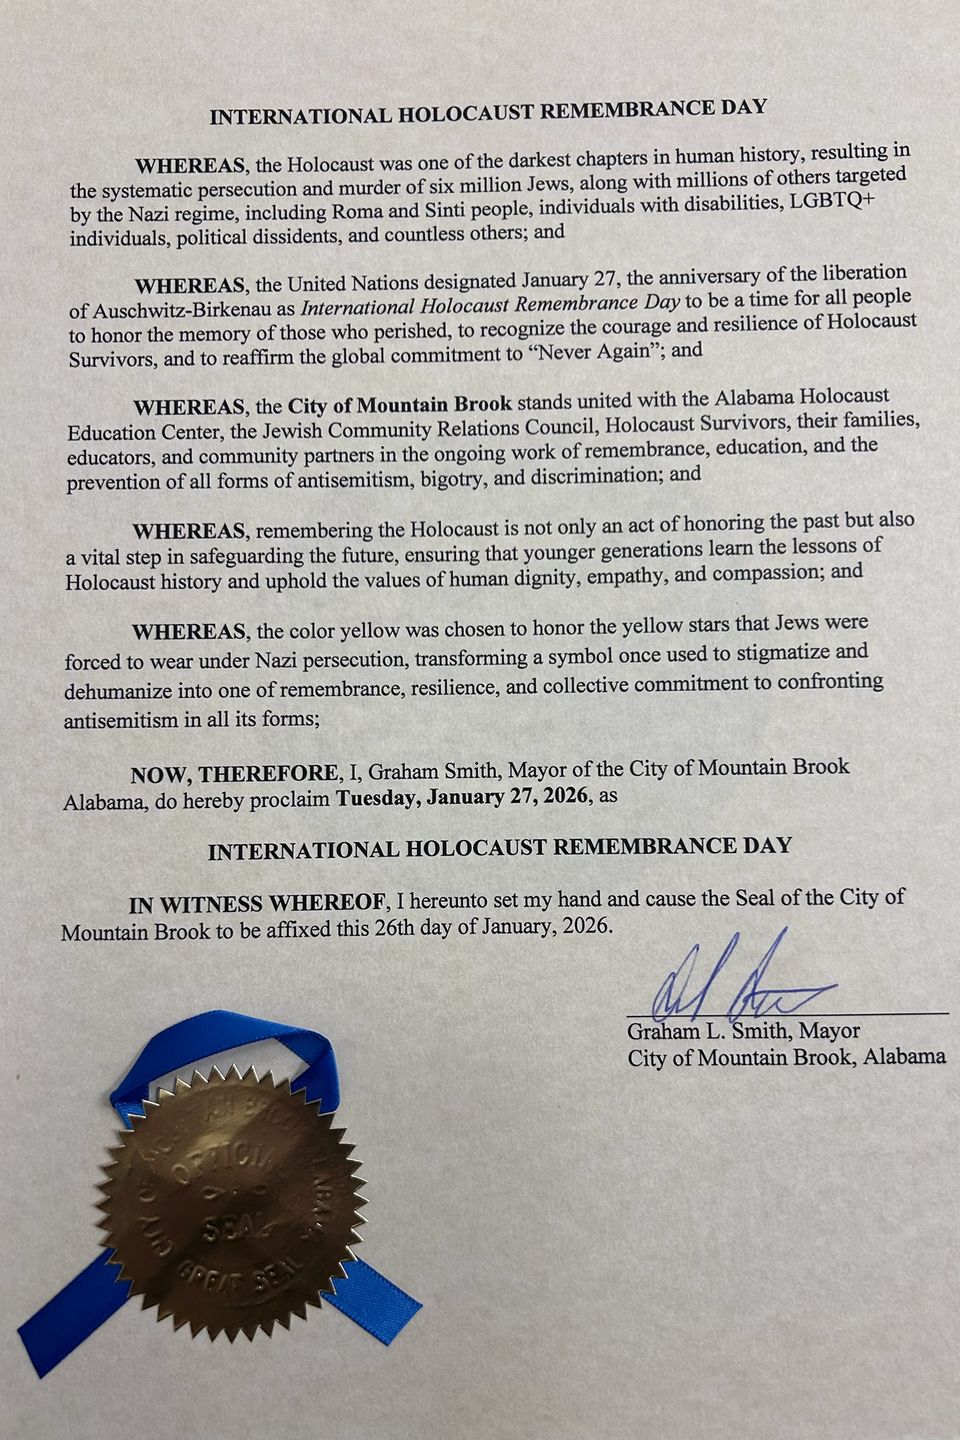 INTERNATIONAL HOLOCAUST REMEMBRANCE DAY
WHEREAS, the Holocaust was one of the darkest chapters in human history, resulting in
the systematic persecution and murder of six million Jews, along with millions of others targeted
by the Nazi regime, including Roma and Sinti people, individuals with disabilities, LGBTQ+
individuals, political dissidents, and countless others; and
WHEREAS, the United Nations designated January 27, the anniversary of the liberation
of Auschwitz-Birkenau as International Holocaust Remembrance Day to be a time for all people
to honor the memory of those who perished, to recognize the courage and resilience of Holocaust
Survivors, and to reaffirm the global commitment to “Never Again”; and
WHEREAS, the City of Mountain Brook stands united with the Alabama Holocaust
Education Center, the Jewish Community Relations Council, Holocaust Survivors, their families,
educators, and community partners in the ongoing work of remembrance, education, and the
prevention of all forms of antisemitism, bigotry, and discrimination; and
WHEREAS, remembering the Holocaust is not only an act of honoring the past but also
a vital step in safeguarding the future, ensuring that younger generations learn the lessons of
Holocaust history and uphold the values of human dignity, empathy, and compassion; and
WHEREAS, the color yellow was chosen to honor the yellow stars that Jews were
forced to wear under Nazi persecution, transforming a symbol once used to stigmatize and
dehumanize into one of remembrance, resilience, and collective commitment to confronting
antisemitism in all its forms;
NOW, THEREFORE, I, Graham Smith, Mayor of the City of Mountain Brook
Alabama, do hereby proclaim Tuesday, January 27, 2026, as
INTERNATIONAL HOLOCAUST REMEMBRANCE DAY
IN WITNESS WHEREOF, I hereunto set my hand and cause the Seal of the City of
Mountain Brook to be affixed this 26th day of January, 2026.
Graham L. Smith, Mayor
City of Mountain Brook, Alabama
CITY OF
OFFICIAL
SEAL
GREAT SEAL